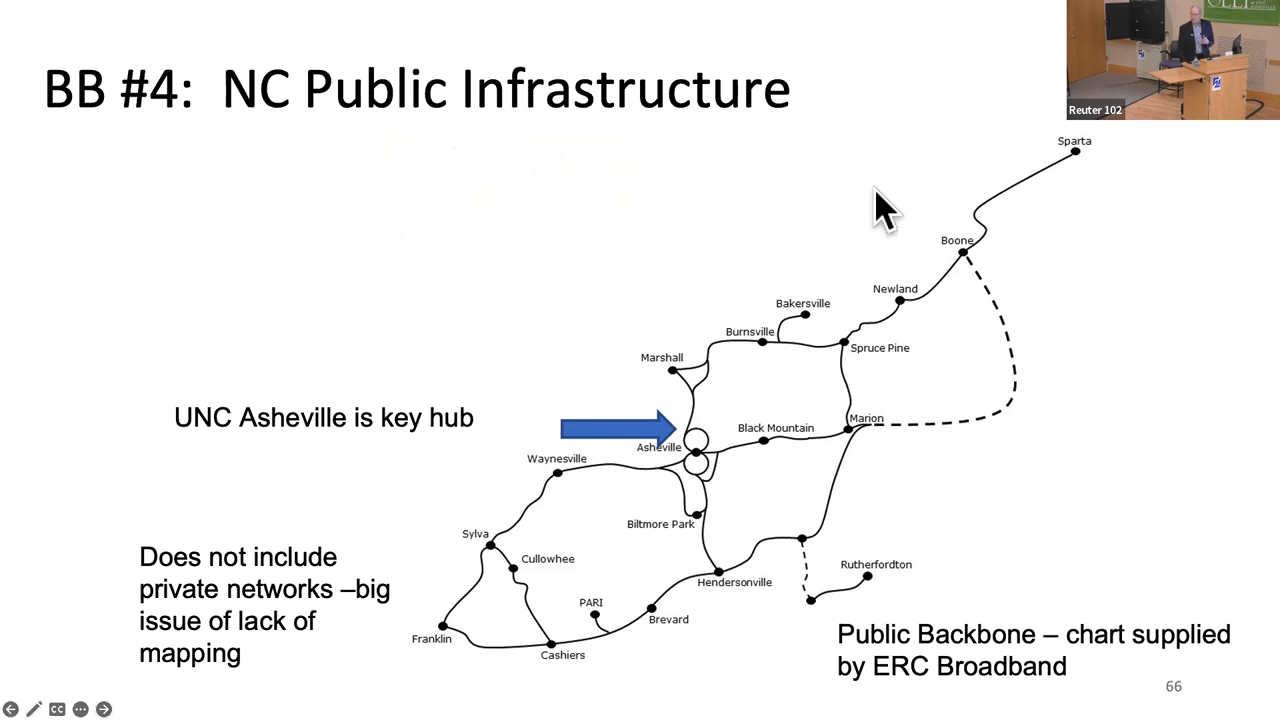 OLLI
BB #4:  NC Public Infrastructure
Reuter 102
Sparta
Boone
Newland
Bakersville
Burnsville
Spruce Pine
Marshall
UNC Asheville is key hub
Marion
Black Mountain
Asheville
Waynesville
Biltmore Park
Sylva
Cullowhee
Does not include
private networks –big
issue of lack of
mapping
Hendersonville
Rutherfordton
PARI
Brevard
Franklin
Cashiers
Public Backbone – chart supplied
by ERC Broadband
66
CC